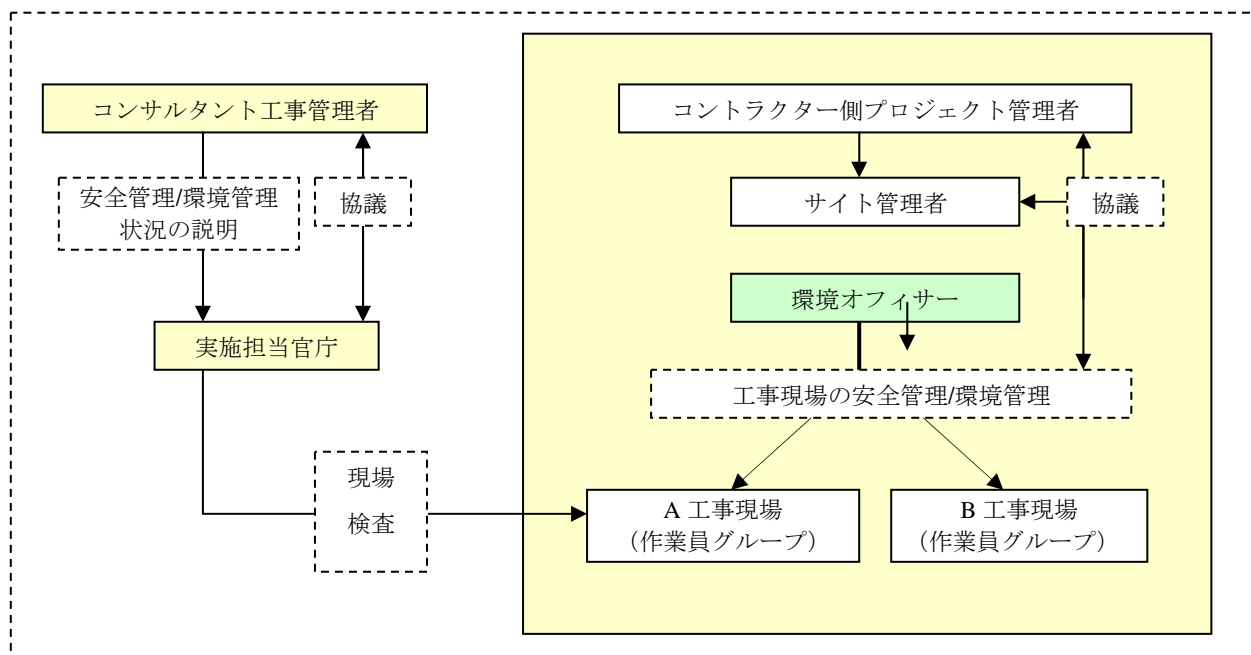 コンサルタント工事管理者
安全管理/環境管理
状況の説明
協議
実施担当官庁
現場
検査
コントラクター側プロジェクト管理者
サイト管理者
協議
環境オフィサー
工事現場の安全管理/環境管理
A 工事現場
（作業員グループ）
B 工事現場
（作業員グループ）